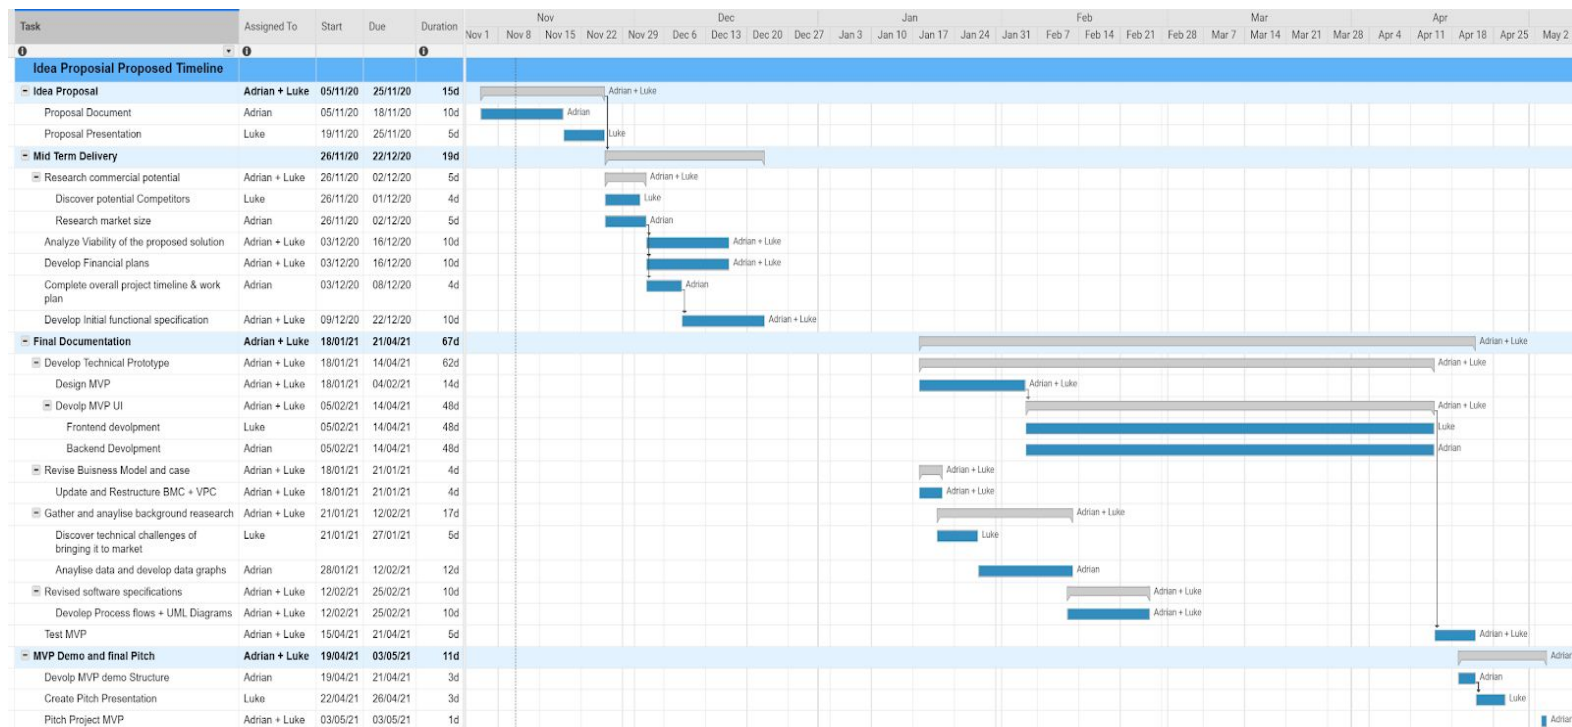 Task Assigned To Start Due Duration
Nov Dec Jan Feb Mar Apr
Nov 1 Nov 8 Nov 15 Nov 22 Nov 29 Dec 6 Dec 13 Dec 20 Dec 27 Jan 3 Jan 10 Jan 17 Jan 24 Jan 31 Feb 7 Feb 14 Feb 21 Feb 28 Mar 7 Mar 14 Mar 21 Mar 28 Apr 4 Apr 11 Apr 18 Apr 25 May 2
Idea Proposial Proposed Timeline
Idea Proposal Adrian + Luke 05/11/20 25/11/20 15d Adrian + Luke
Proposal Document Adrian 05/11/20 18/11/20 10d Adrian
Proposal Presentation Luke 19/11/20 25/11/20 5d Luke
Mid Term Delivery 26/11/20 22/12/20 19d
Research commercial potential Adrian + Luke 26/11/20 02/12/20 5d Adrian + Luke
Discover potential Competitors Luke 26/11/20 01/12/20 4d Luke
Research market size Adrian 26/11/20 02/12/20 5d Adrian
Analyze Viability of the proposed solution Adrian + Luke 03/12/20 16/12/20 10d Adrian + Luke
Develop Financial plans Adrian + Luke 03/12/20 16/12/20 10d Adrian + Luke
Complete overall project timeline & work Adrian 03/12/20 08/12/20 4d Adrian
plan
Develop Initial functional specification Adrian + Luke 09/12/20 22/12/20 10d Adrian + Luke
Final Documentation Adrian + Luke 18/01/21 21/04/21 67d Adrian + Luke
Develop Technical Prototype Adrian + Luke 18/01/21 14/04/21 62d Adrian + Luke
Design MVP Adrian + Luke 18/01/21 04/02/21 14d Adrian + Luke
Devolp MVP UI Adrian + Luke 05/02/21 14/04/21 48d Adrian + Luke
Frontend devolpment Luke 05/02/21 14/04/21 48d Luke
Backend Devolpment Adrian 05/02/21 14/04/21 48d Adrian
Revise Buisness Model and case Adrian + Luke 18/01/21 21/01/21 4d Adrian + Luke
Update and Restructure BMC + VPC Adrian + Luke 18/01/21 21/01/21 4d Adrian + Luke
Gather and anaylise background reasearch Adrian + Luke 21/01/21 12/02/21 17d Adrian + Luke
Discover technical challenges of Luke 21/01/21 27/01/21 5d Luke
bringing it to market
Anaylise data and develop data graphs Adrian 28/01/21 12/02/21 12d Adrian
Revised software specifications Adrian + Luke 12/02/21 25/02/21 10d Adrian + Luke
Devolep Process flows + UML Diagrams Adrian + Luke 12/02/21 25/02/21 10d Adrian + Luke
Test MVP Adrian + Luke 15/04/21 21/04/21 5d Adrian + Luke
MVP Demo and final Pitch Adrian + Luke 19/04/21 03/05/21 11d Adrian
Devolp MVP demo Structure Adrian 19/04/21 21/04/21 3d Adrian
Create Pitch Presentation Luke 22/04/21 26/04/21 3d Luke
Pitch Project MVP Adrian + Luke 03/05/21 03/05/21 1d Adrian